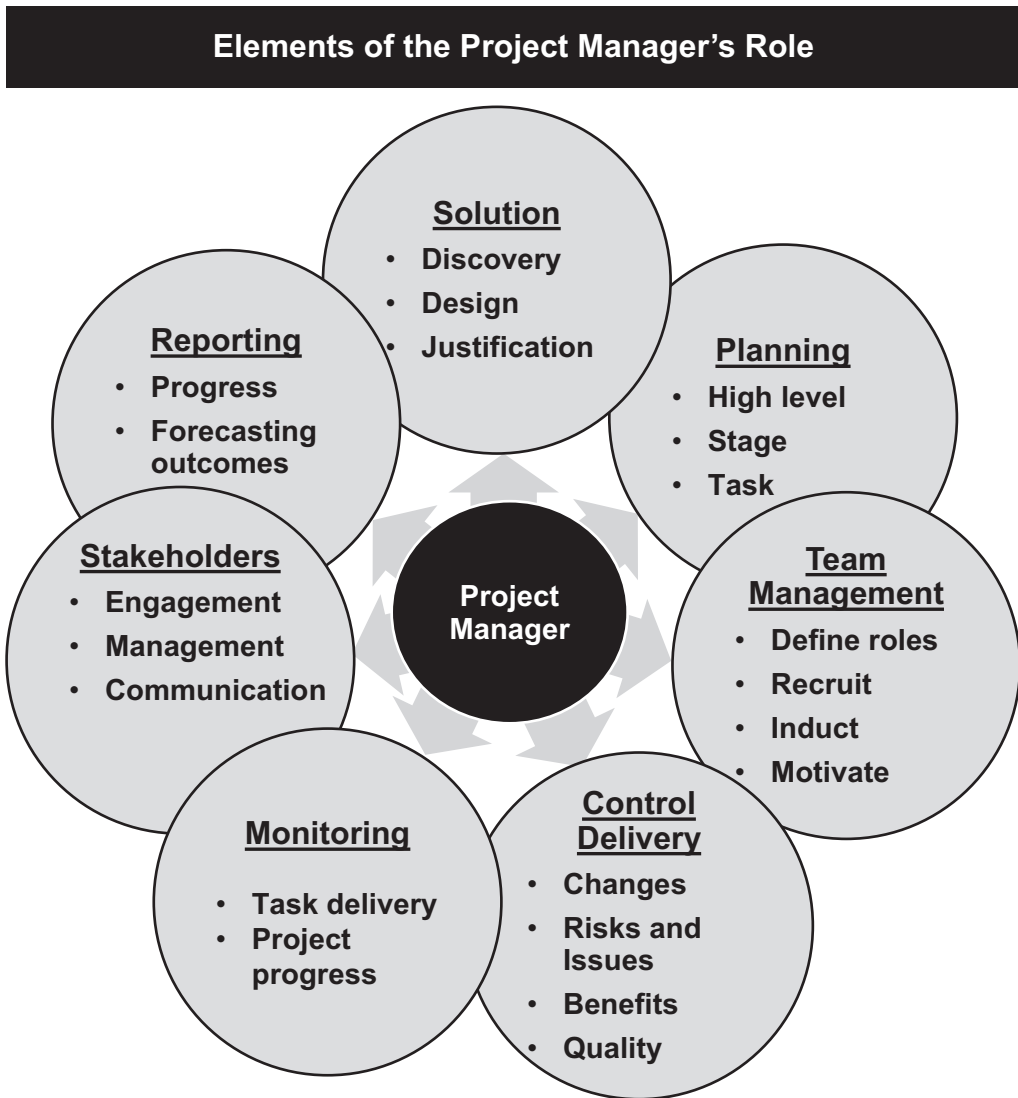 Elements of the Project Manager’s Role
Solution
• Discovery
• Design
• Justification
Planning
• High level
• Stage
• Task
Team
Management
• Define roles
• Recruit
• Induct
• Motivate
Control
Delivery
• Changes
• Risks and
Issues
• Benefits
• Quality
Monitoring
• Task delivery
• Project
progress
Stakeholders
• Engagement
• Management
• Communication
Reporting
• Progress
• Forecasting
outcomes
Project
Manager